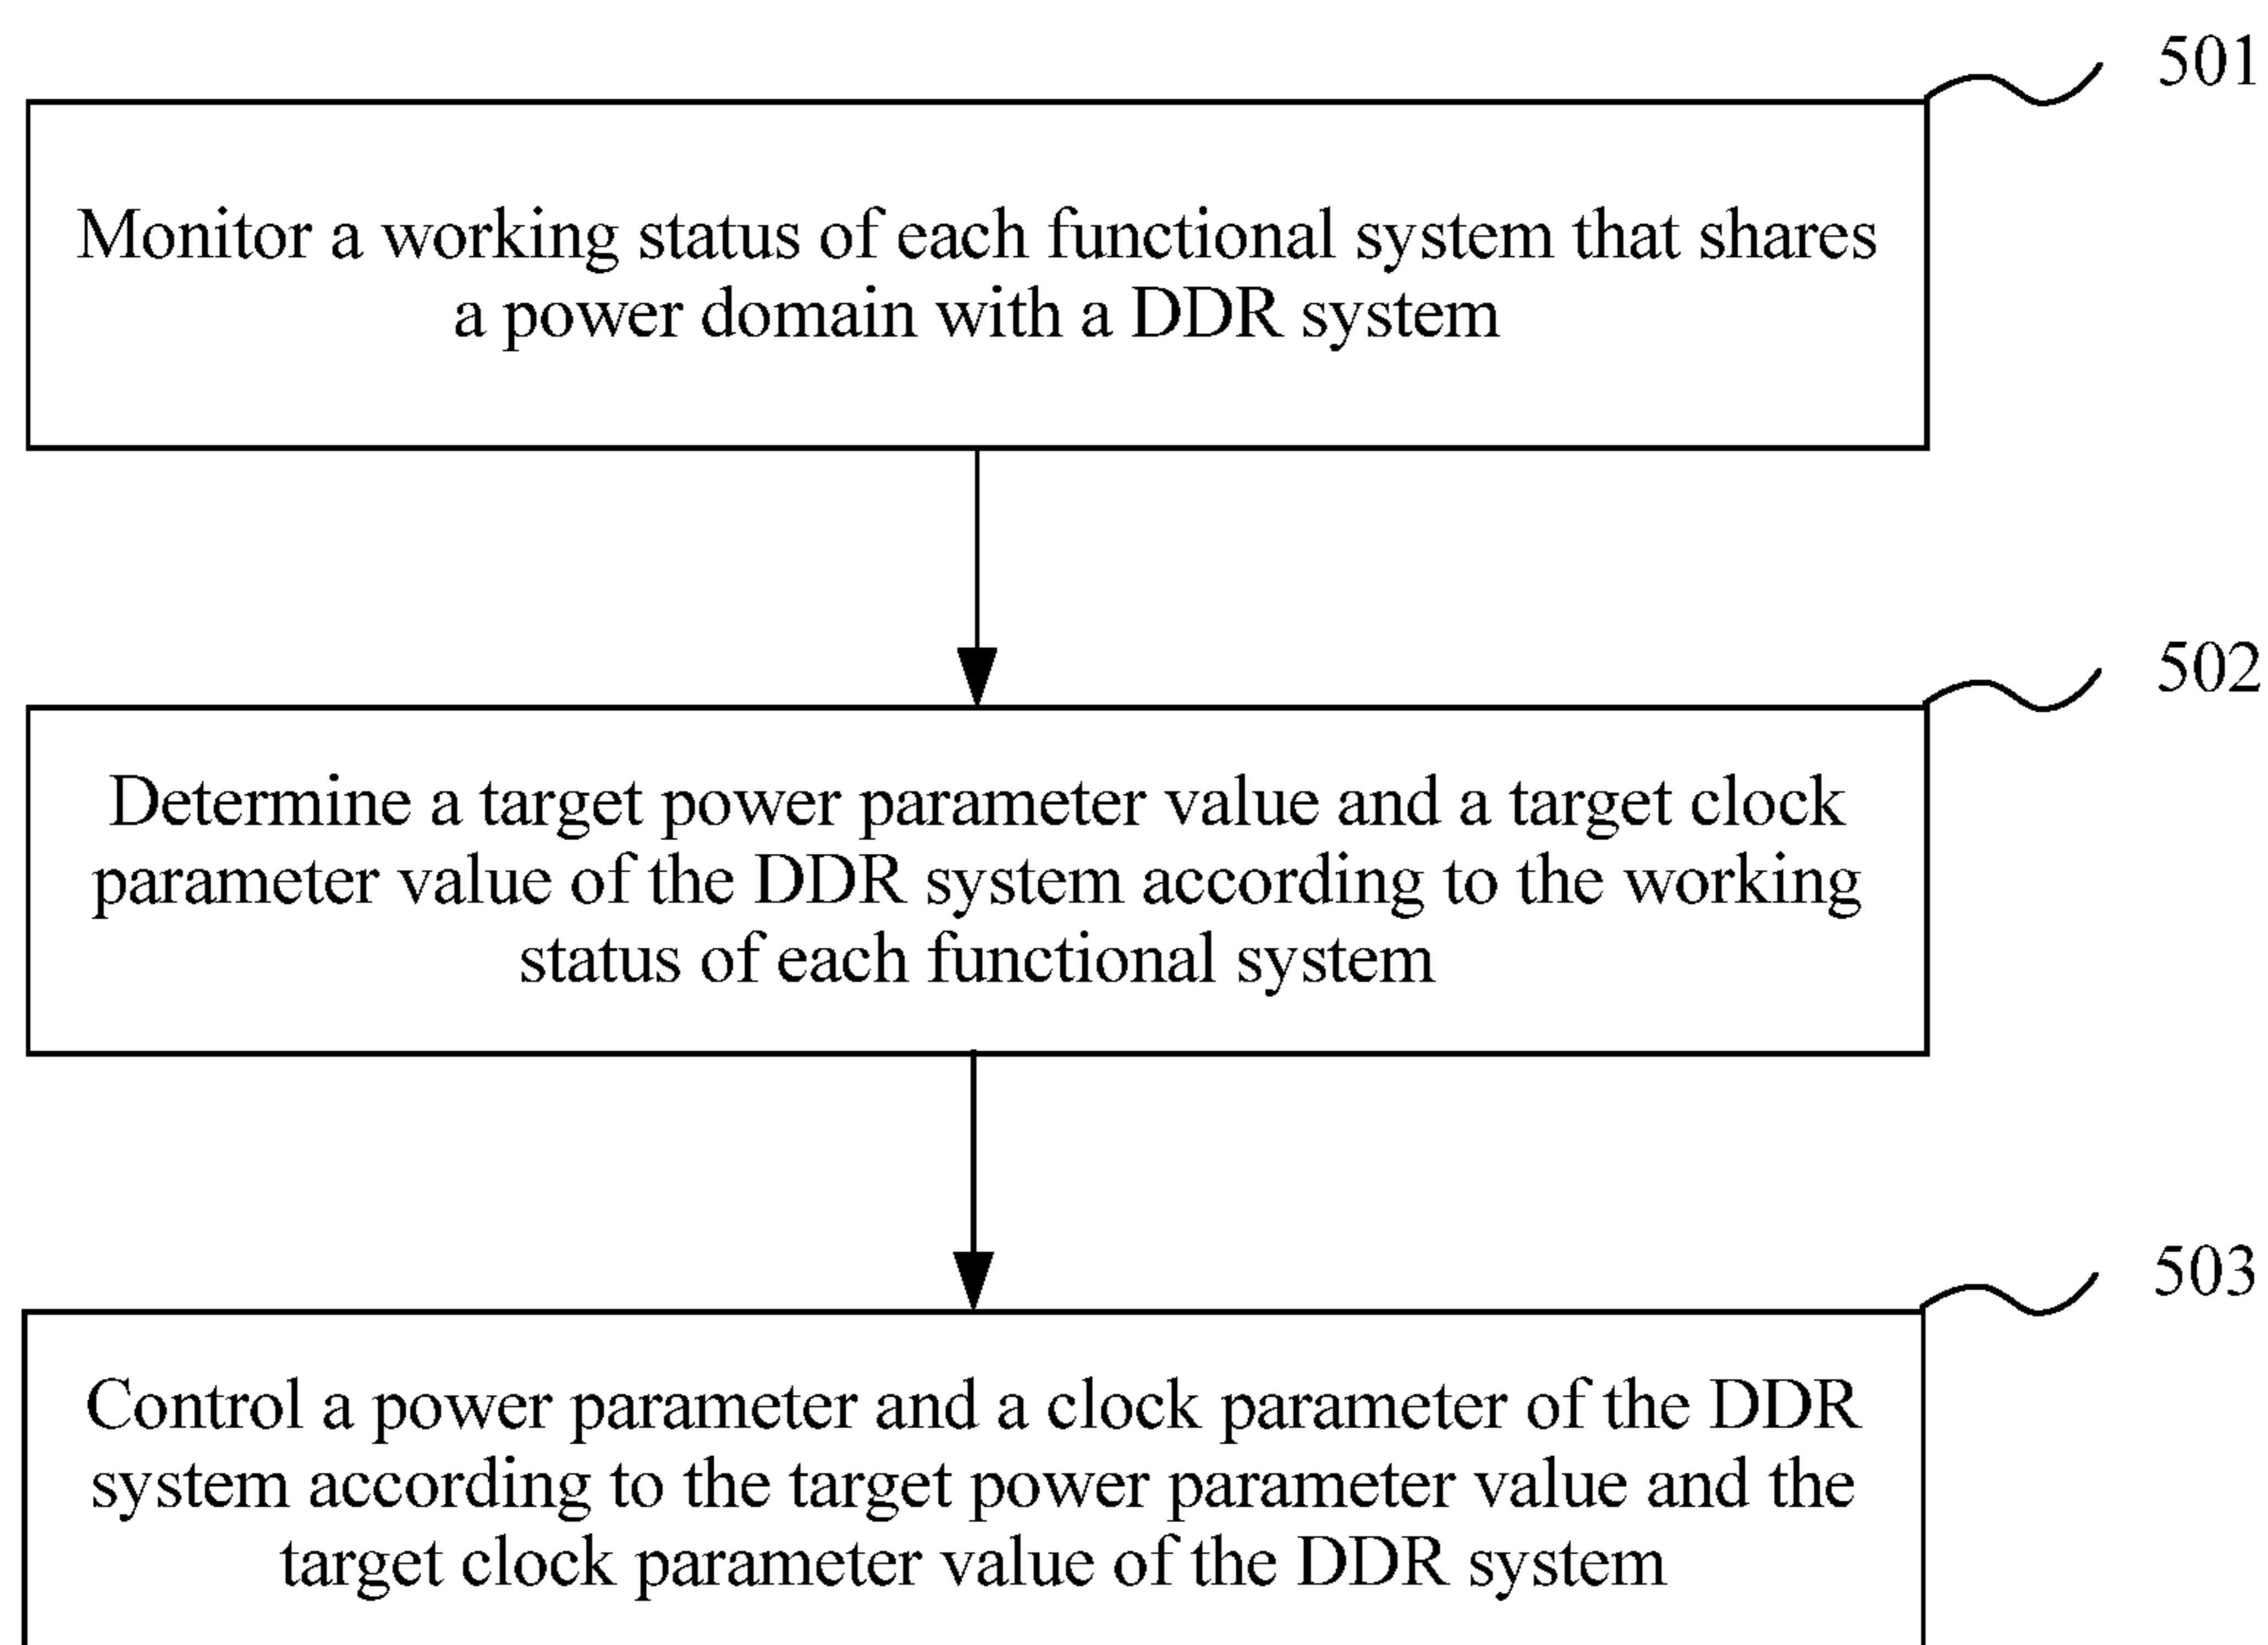 501
Monitor a working status of each functional system that shares
a power domain with a DDR system
502
Determine a target power parameter value and a target clock
parameter value of the DDR system according to the working
status of each functional system
503
Control a power parameter and a clock parameter of the DDR
system according to the target power parameter value and the
target clock parameter value of the DDR system